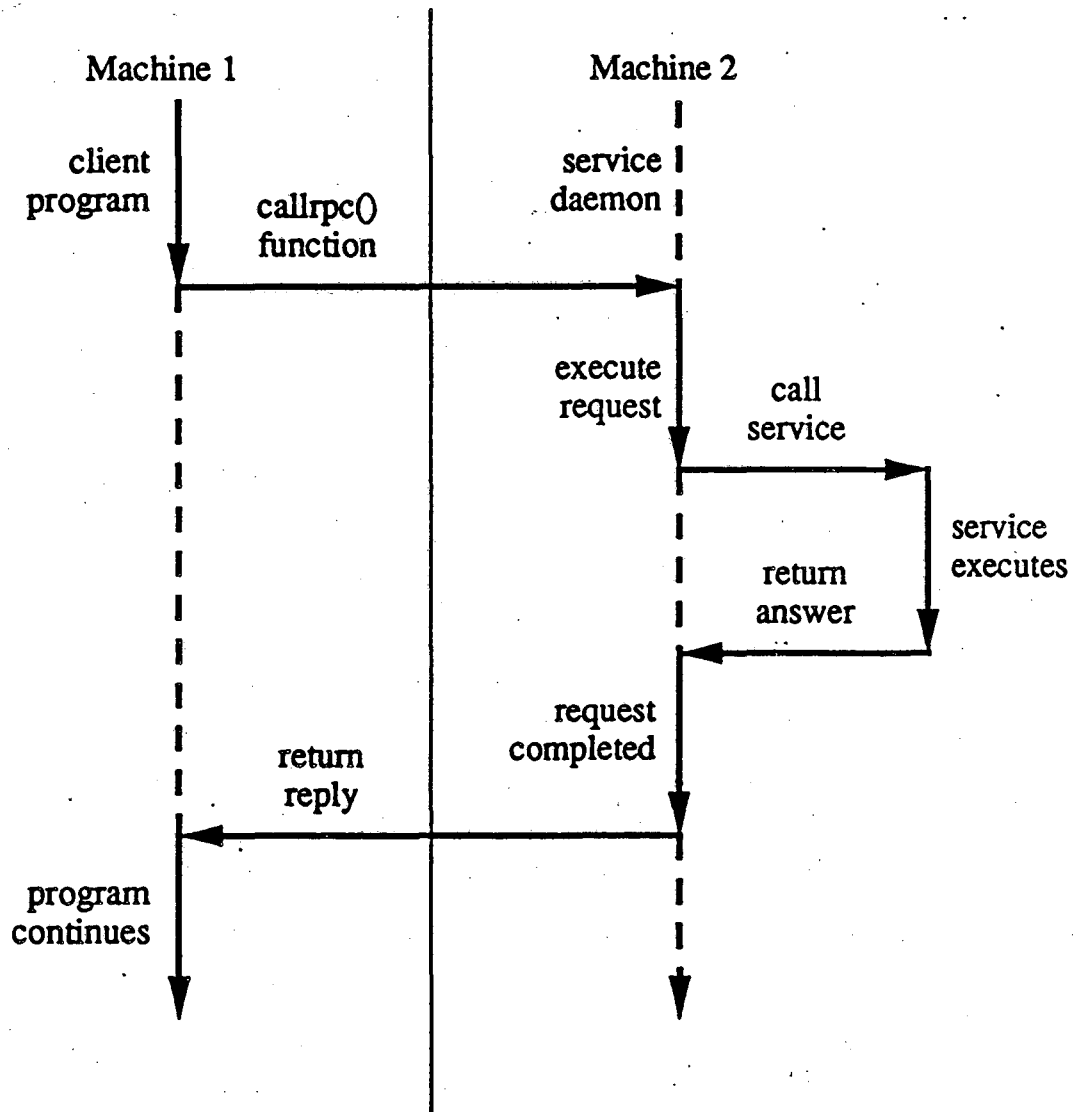 Machine 1
Machine 2
client
program
service
daemon
callrpc()
function
execute
request
call
service
service
executes
return
answer
request
completed
return
reply
program
continues